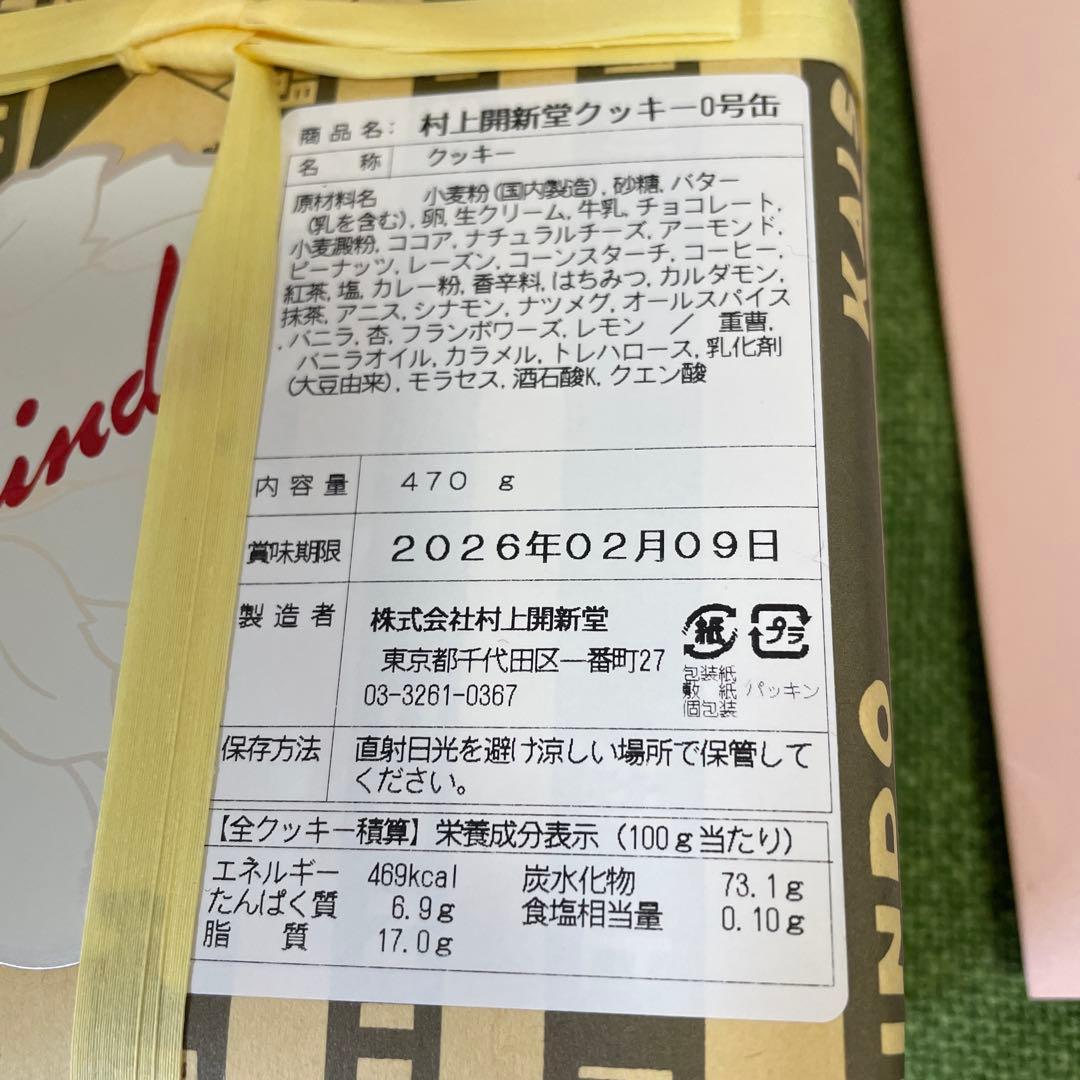 商品名: 村上開新堂クッキー0号缶
名称 クッキー
原材料名 小麦粉(国内製造), 砂糖, バター
(乳を含む), 卵, 生クリーム, 牛乳, チョコレート,
小麦澱粉, ココア, ナチュラルチーズ, アーモンド,
ピーナッツ, レーズン, コーンスターチ, コーヒー,
紅茶, 塩, カレー粉, 香辛料, はちみつ, カルダモン,
抹茶, アニス, シナモン, ナツメグ, オールスパイス
, バニラ, 杏, フランボワーズ, レモン ／ 重曹,
バニラオイル, カラメル, トレハロース, 乳化剤
(大豆由来), モラセス, 酒石酸K, クエン酸
内容量 470 g
賞味期限 2026年02月09日
製造者 株式会社村上開新堂
東京都千代田区一番町27
03-3261-0367
紙 プラ
包装紙
敷紙 パッキン
個包装
保存方法 直射日光を避け涼しい場所で保管して
ください。
【全クッキー積算】栄養成分表示（100g当たり）
エネルギー 469kcal 炭水化物 73.1g
たんぱく質 6.9g 食塩相当量 0.10g
脂質 17.0g
ind
KAIS
INDO